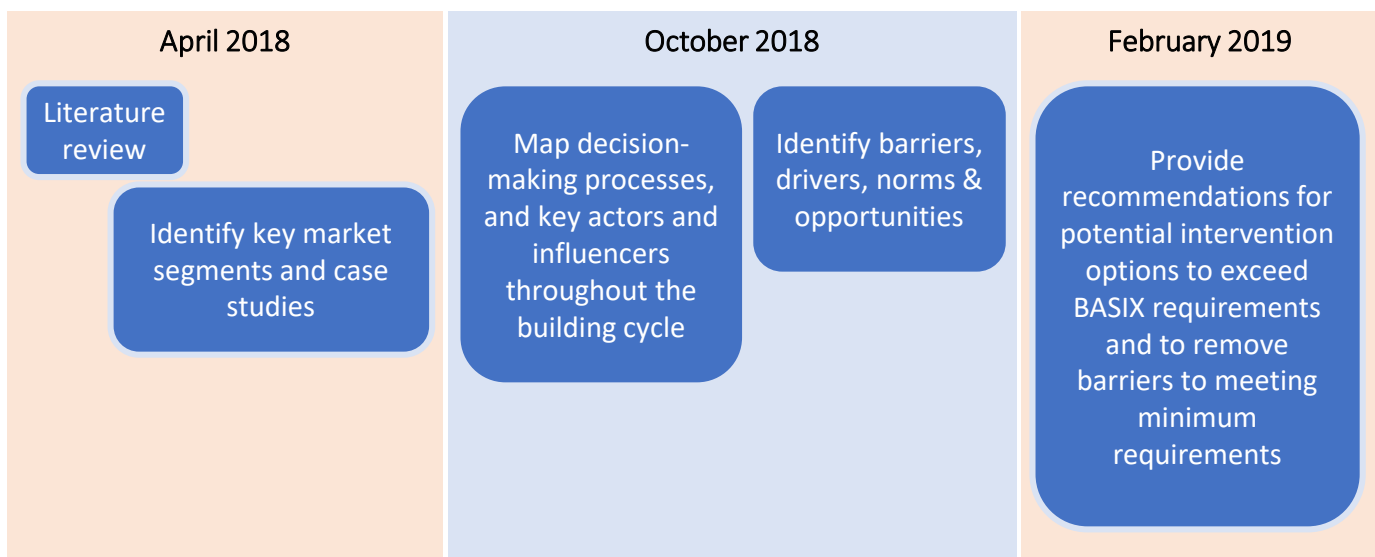 April 2018
Literature
review
Identify key market
segments and case
studies
October 2018
Map decision-
making processes,
and key actors and
influencers
throughout the
building cycle
Identify barriers,
drivers, norms &
opportunities
February 2019
Provide
recommendations for
potential intervention
options to exceed
BASIX requirements
and to remove
barriers to meeting
minimum
requirements